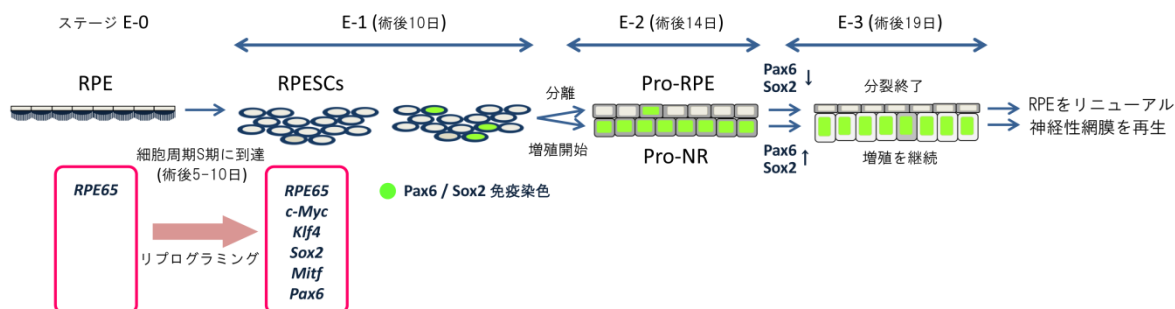 ステージ E-0
E-1 (術後10日)
E-2 (術後14日)
E-3 (術後19日)
RPE
RPESCs
分離
増殖開始
Pro-RPE
Pro-NR
Pax6
Sox2 ↓
Pax6
Sox2 ↑
分裂終了
増殖を継続
RPEをリニューアル
神経性網膜を再生
細胞周期S期に到達
(術後5-10日)
リプログラミング
RPE65
RPE65
c-Myc
Klf4
Sox2
Mitf
Pax6
Pax6 / Sox2 免疫染色